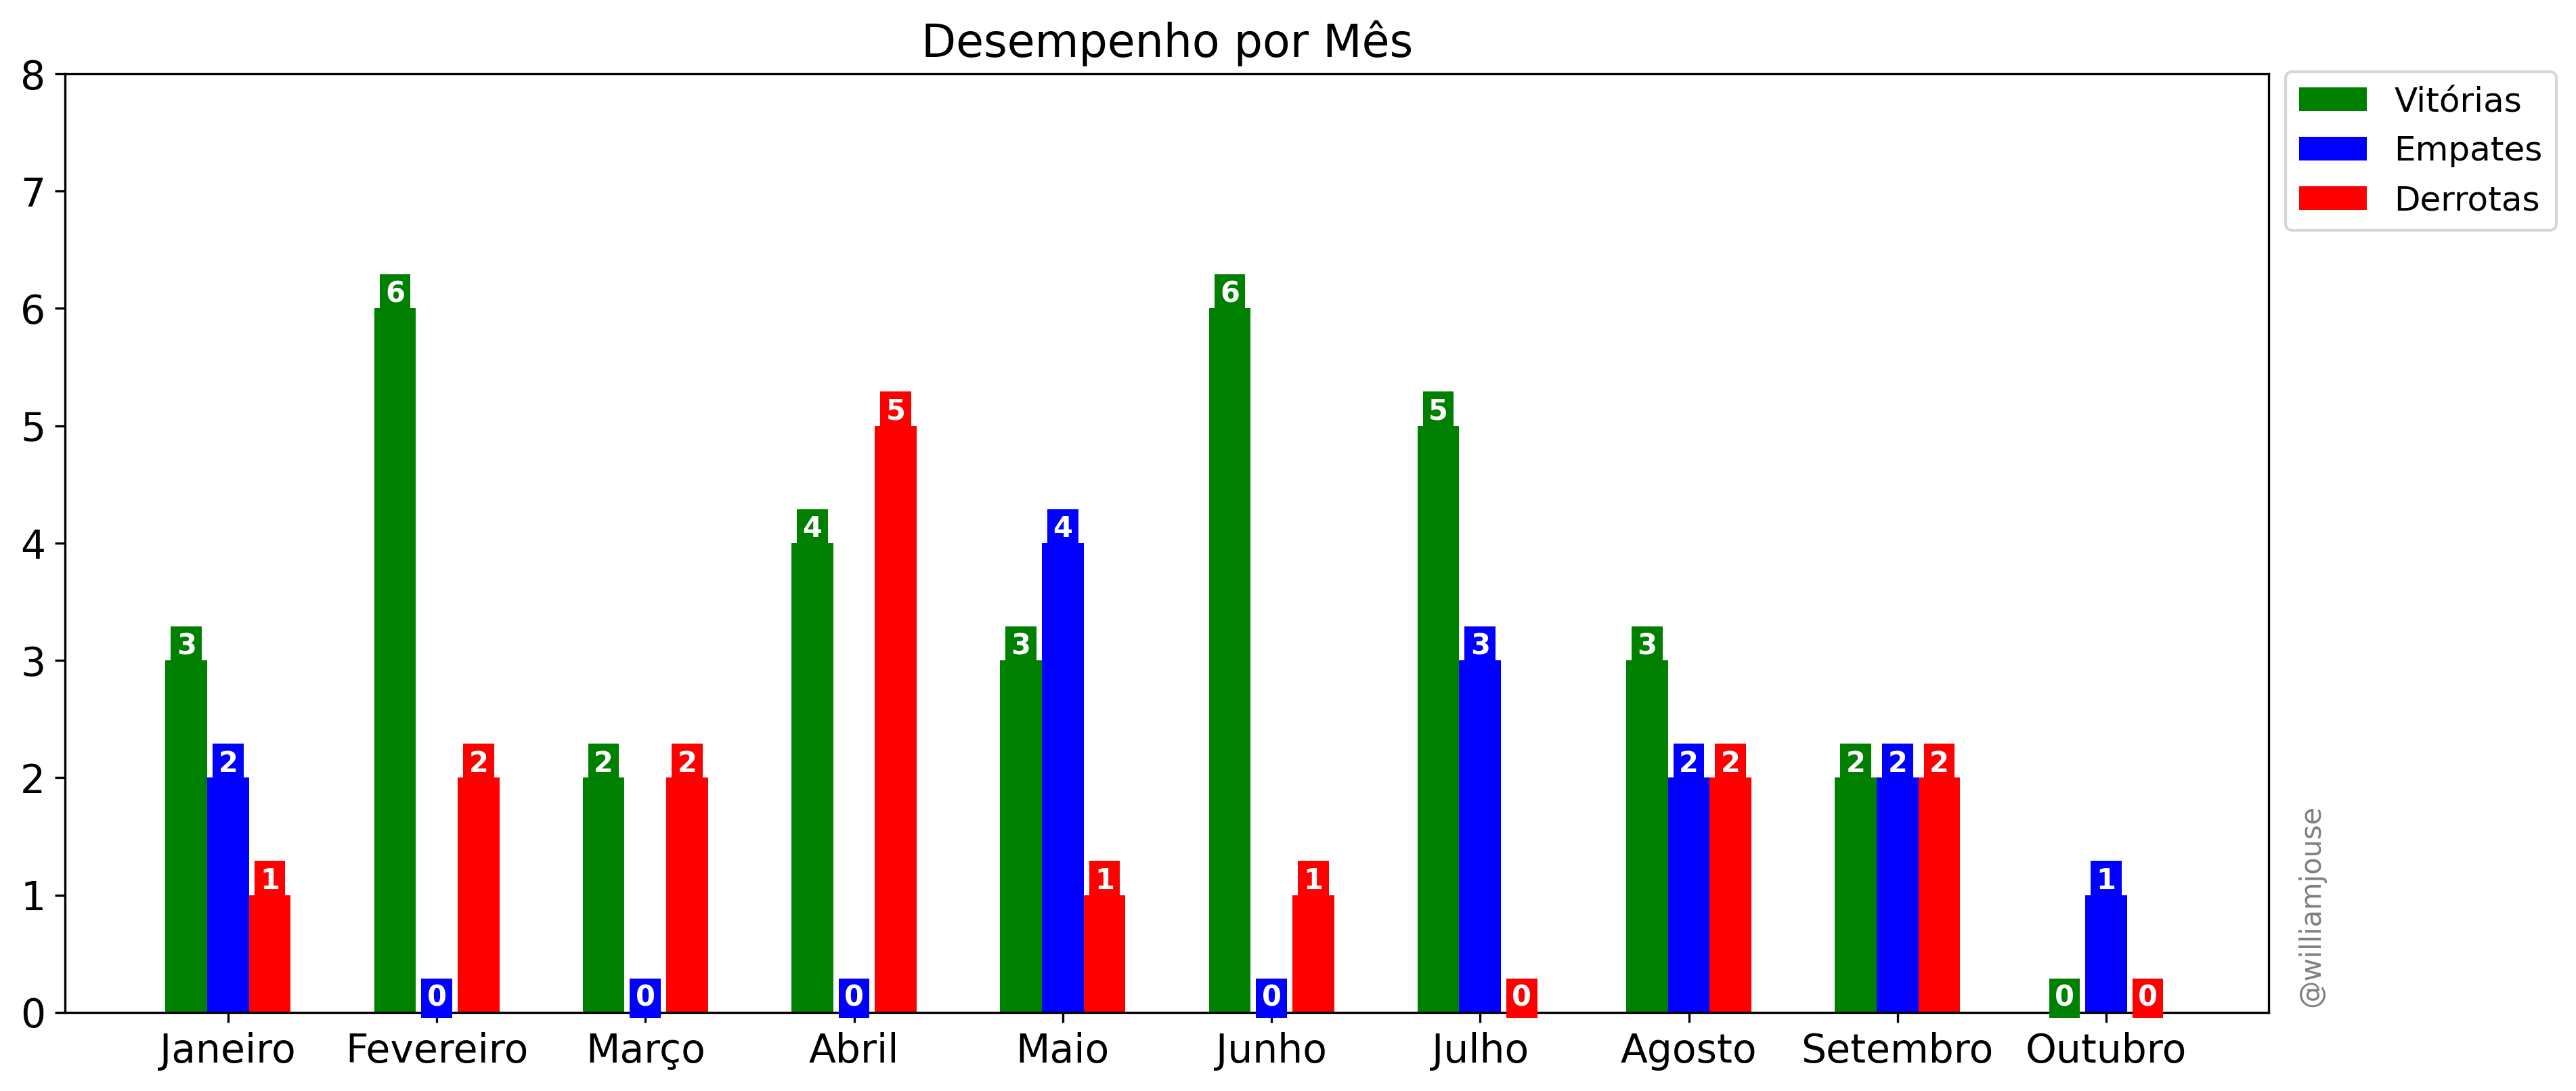 Desempenho por Mês
Vitórias
Empates
Derrotas
8
7
6
5
4
3
2
1
0
3 2 1
6 0 2
2 0 2
4 0 5
3 4 1
6 0 1
5 3 0
3 2 2
2 2 2
0 1 0
Janeiro Fevereiro Março Abril Maio Junho Julho Agosto Setembro Outubro
@williamjouse